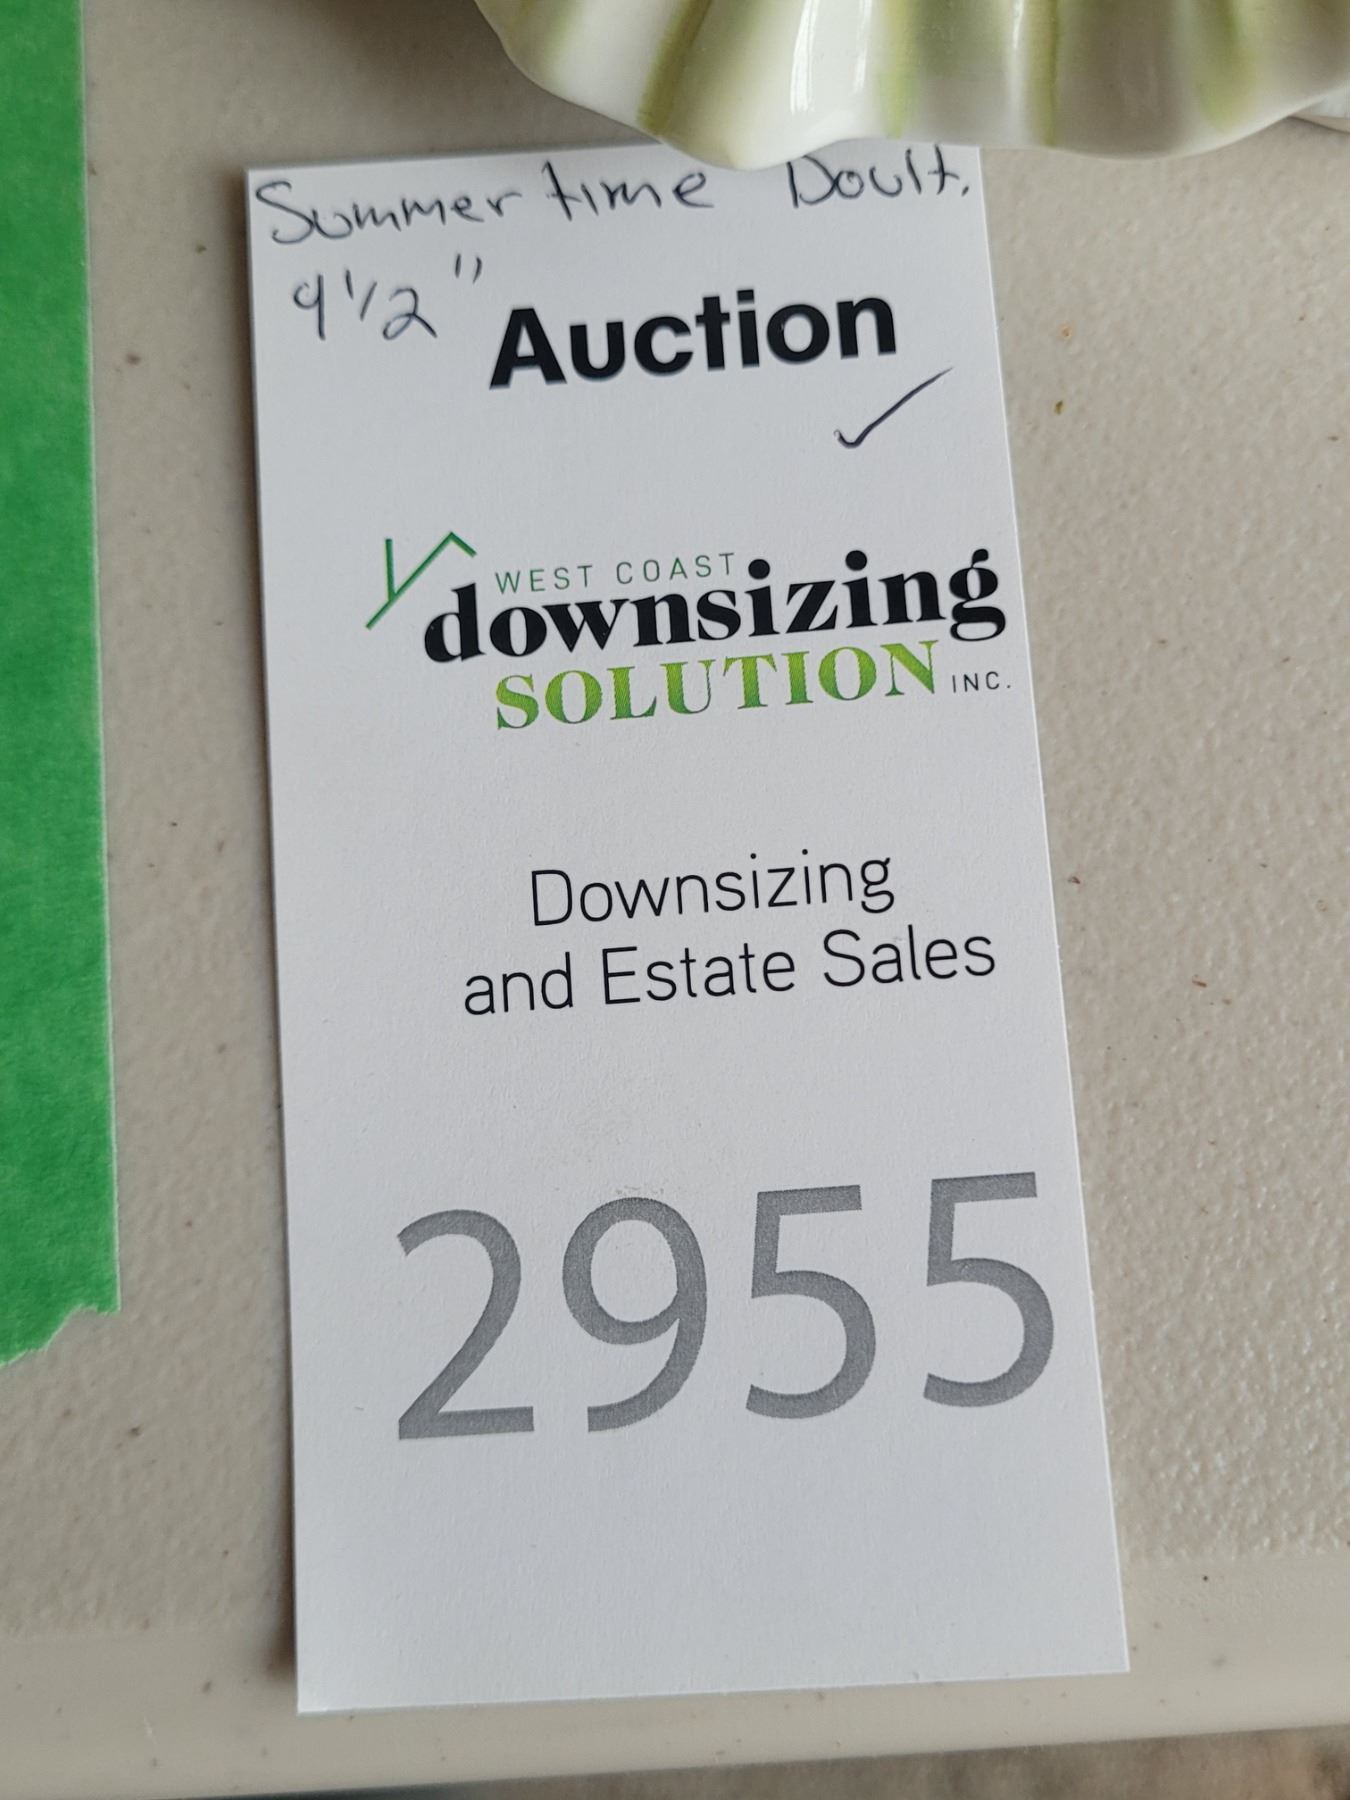 Summertime Doult.
9 1/2"
Auction
✓
WEST COAST
downsizing
SOLUTION INC.
Downsizing
and Estate Sales
2955